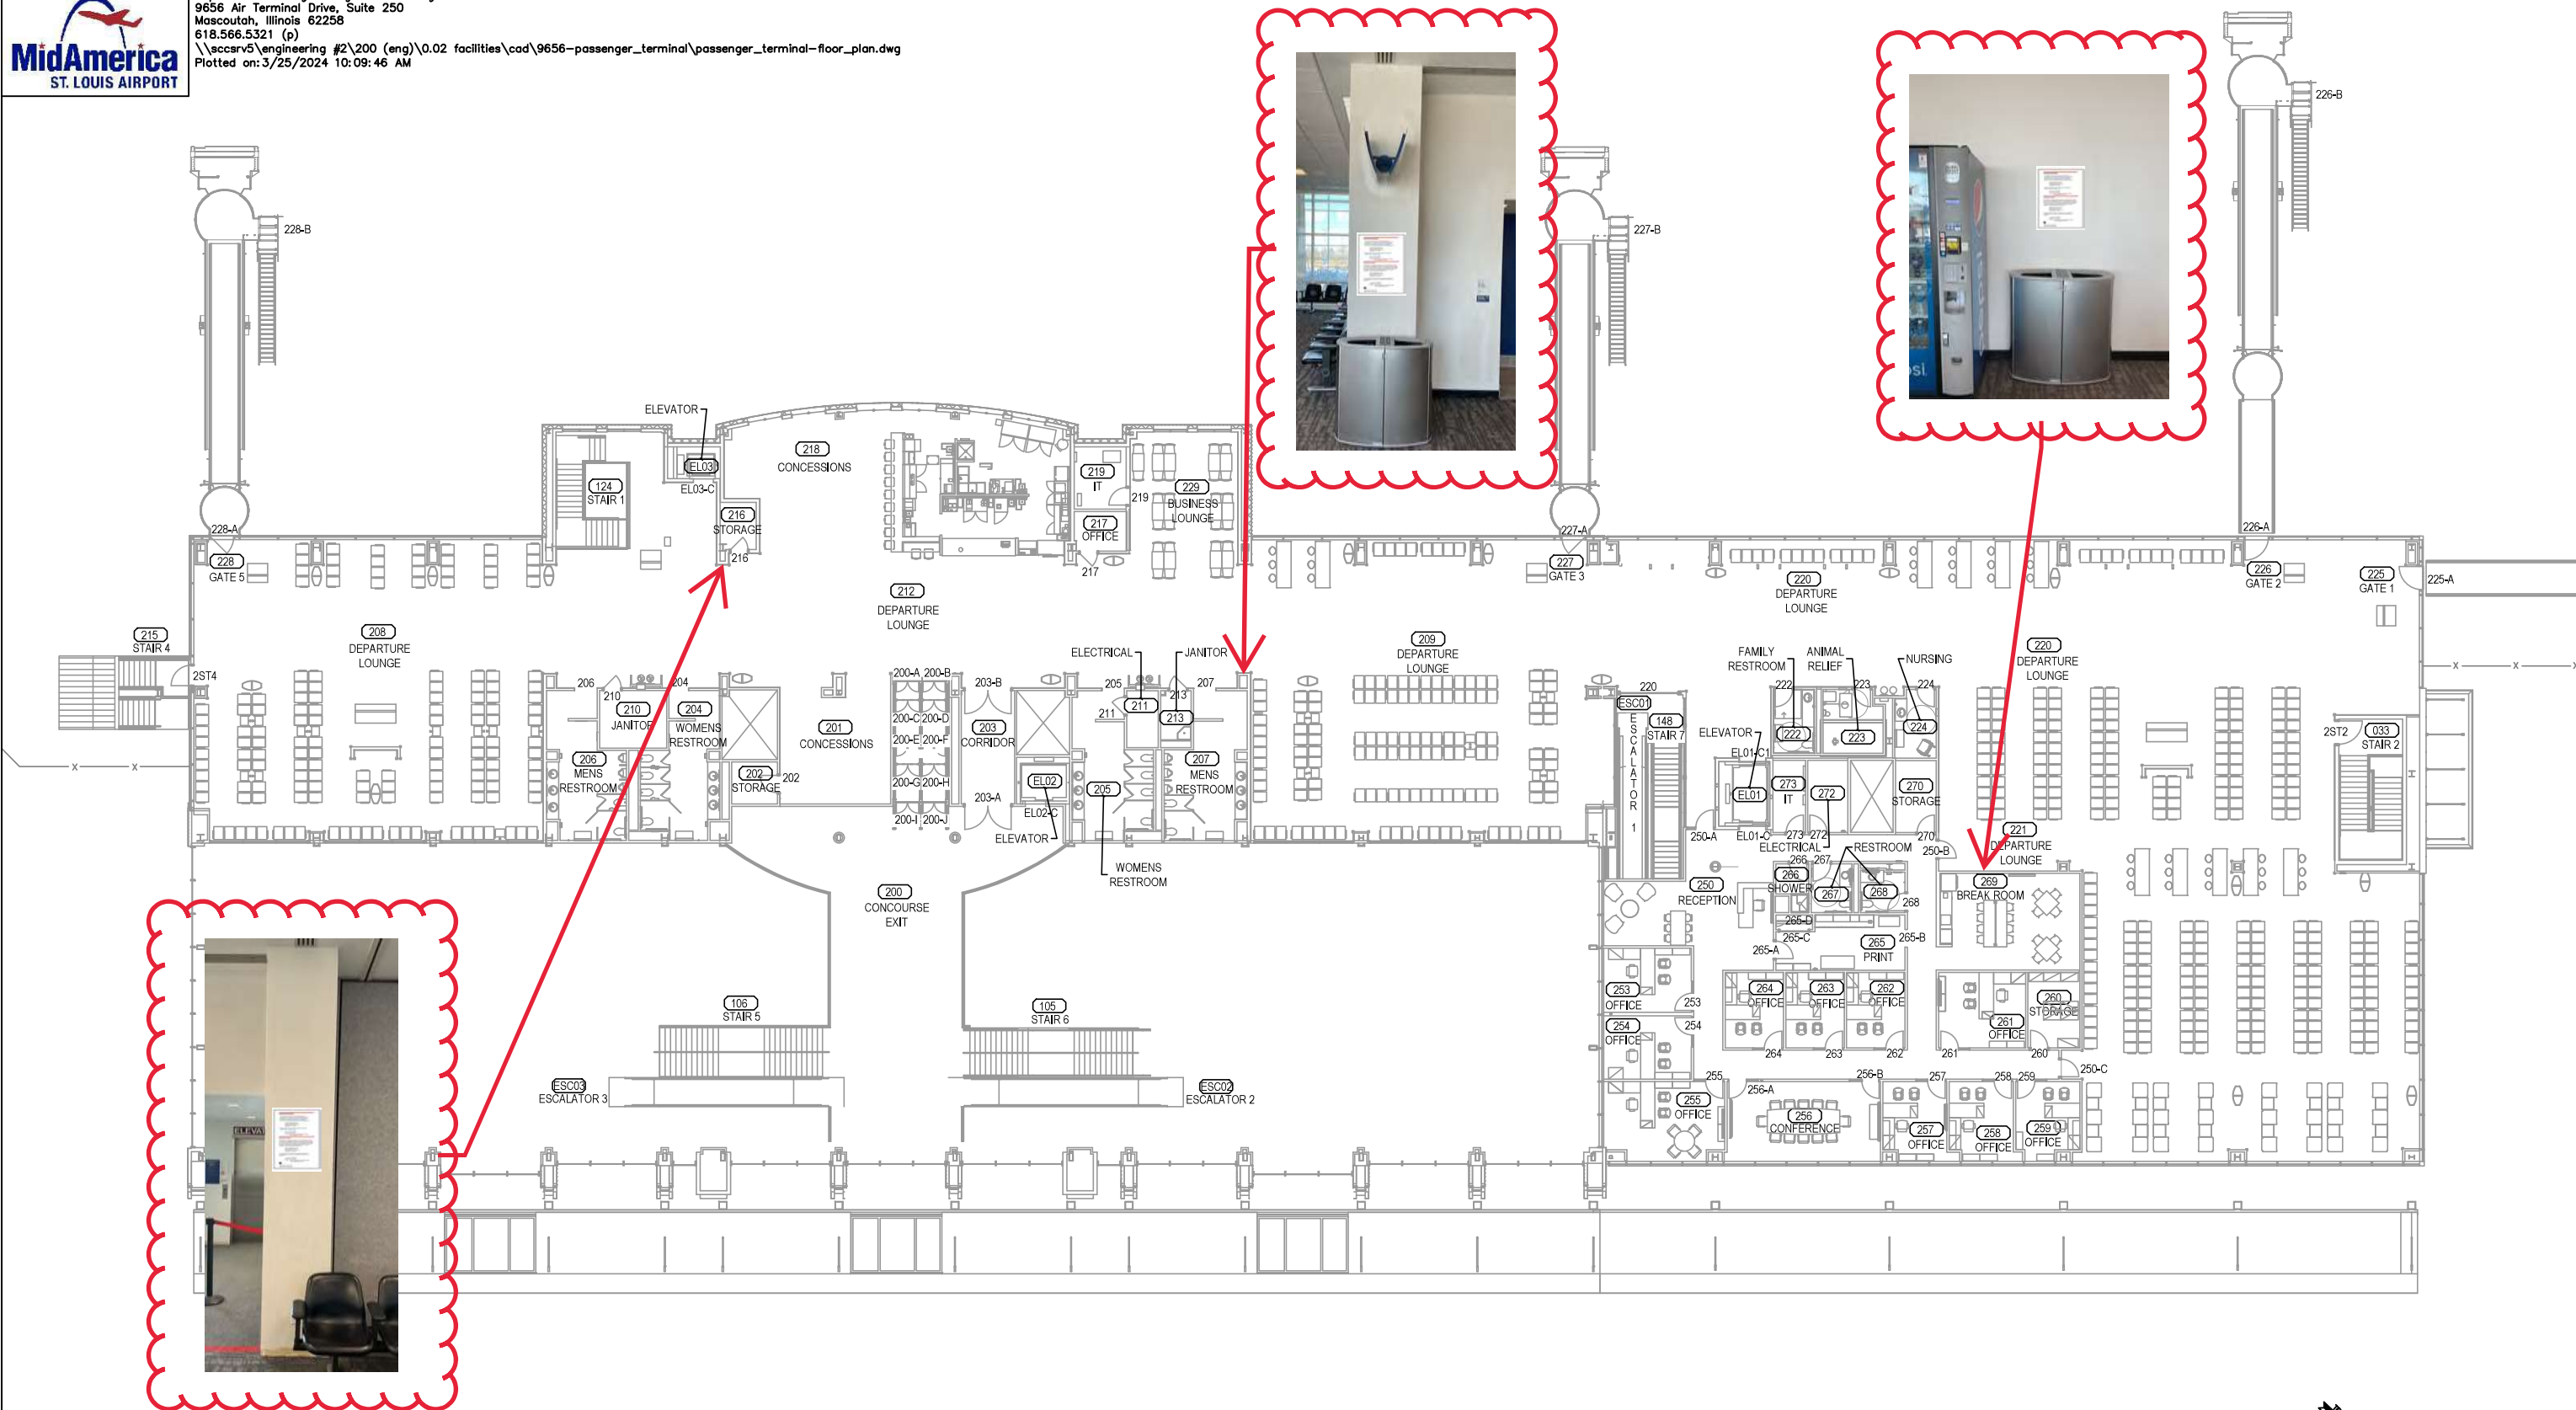 MidAmerica
ST. LOUIS AIRPORT
9656 Air Terminal Drive, Suite 250
Mascoutah, Illinois 62258
618.566.5321 (p)
\\sccsrv5\engineering #2\200 (eng)\0.02 facilities\cad\9656-passenger_terminal\passenger_terminal-floor_plan.dwg
Plotted on: 3/25/2024 10:09:46 AM
226-B
228-B
227-B
ELEVATOR
EL03
EL03-C
218
CONCESSIONS
124
STAIR 1
219
IT
219
229
BUSINESS
LOUNGE
216
STORAGE
216
217
OFFICE
217
228-A
228
GATE 5
227-A
227
GATE 3
226-A
226
GATE 2
225
GATE 1
225-A
212
DEPARTURE
LOUNGE
220
DEPARTURE
LOUNGE
215
STAIR 4
2ST4
208
DEPARTURE
LOUNGE
209
DEPARTURE
LOUNGE
220
DEPARTURE
LOUNGE
ELECTRICAL
JANITOR
FAMILY
RESTROOM
ANIMAL
RELIEF
NURSING
206
210
204
200-A
200-B
203-B
205
213
207
220
222
223
224
210
JANITOR
204
WOMENS
RESTROOM
200-C
200-D
200-E
200-F
200-G
200-H
200-I
200-J
201
CONCESSIONS
203
CORRIDOR
203-A
211
211
213
ESC01
ESCALATOR 1
148
STAIR 7
222
223
224
2ST2
033
STAIR 2
206
MENS
RESTROOM
202
STORAGE
202
EL02
EL02-C
ELEVATOR
205
WOMENS
RESTROOM
207
MENS
RESTROOM
ELEVATOR
EL01-C1
EL01
EL01-C
273
IT
272
270
STORAGE
250-A
273
272
ELECTRICAL
270
250-B
221
DEPARTURE
LOUNGE
RESTROOM
266
267
266
SHOWER
267
268
268
250
RECEPTION
269
BREAK ROOM
200
CONCOURSE
EXIT
265-D
265-C
265-A
265
PRINT
265-B
253
OFFICE
253
264
OFFICE
263
OFFICE
262
OFFICE
260
STORAGE
261
OFFICE
254
OFFICE
254
264
263
262
261
260
250-C
106
STAIR 5
105
STAIR 6
ESC03
ESCALATOR 3
ESC02
ESCALATOR 2
255
256-A
256-B
257
258
259
255
OFFICE
256
CONFERENCE
257
OFFICE
258
OFFICE
259
OFFICE